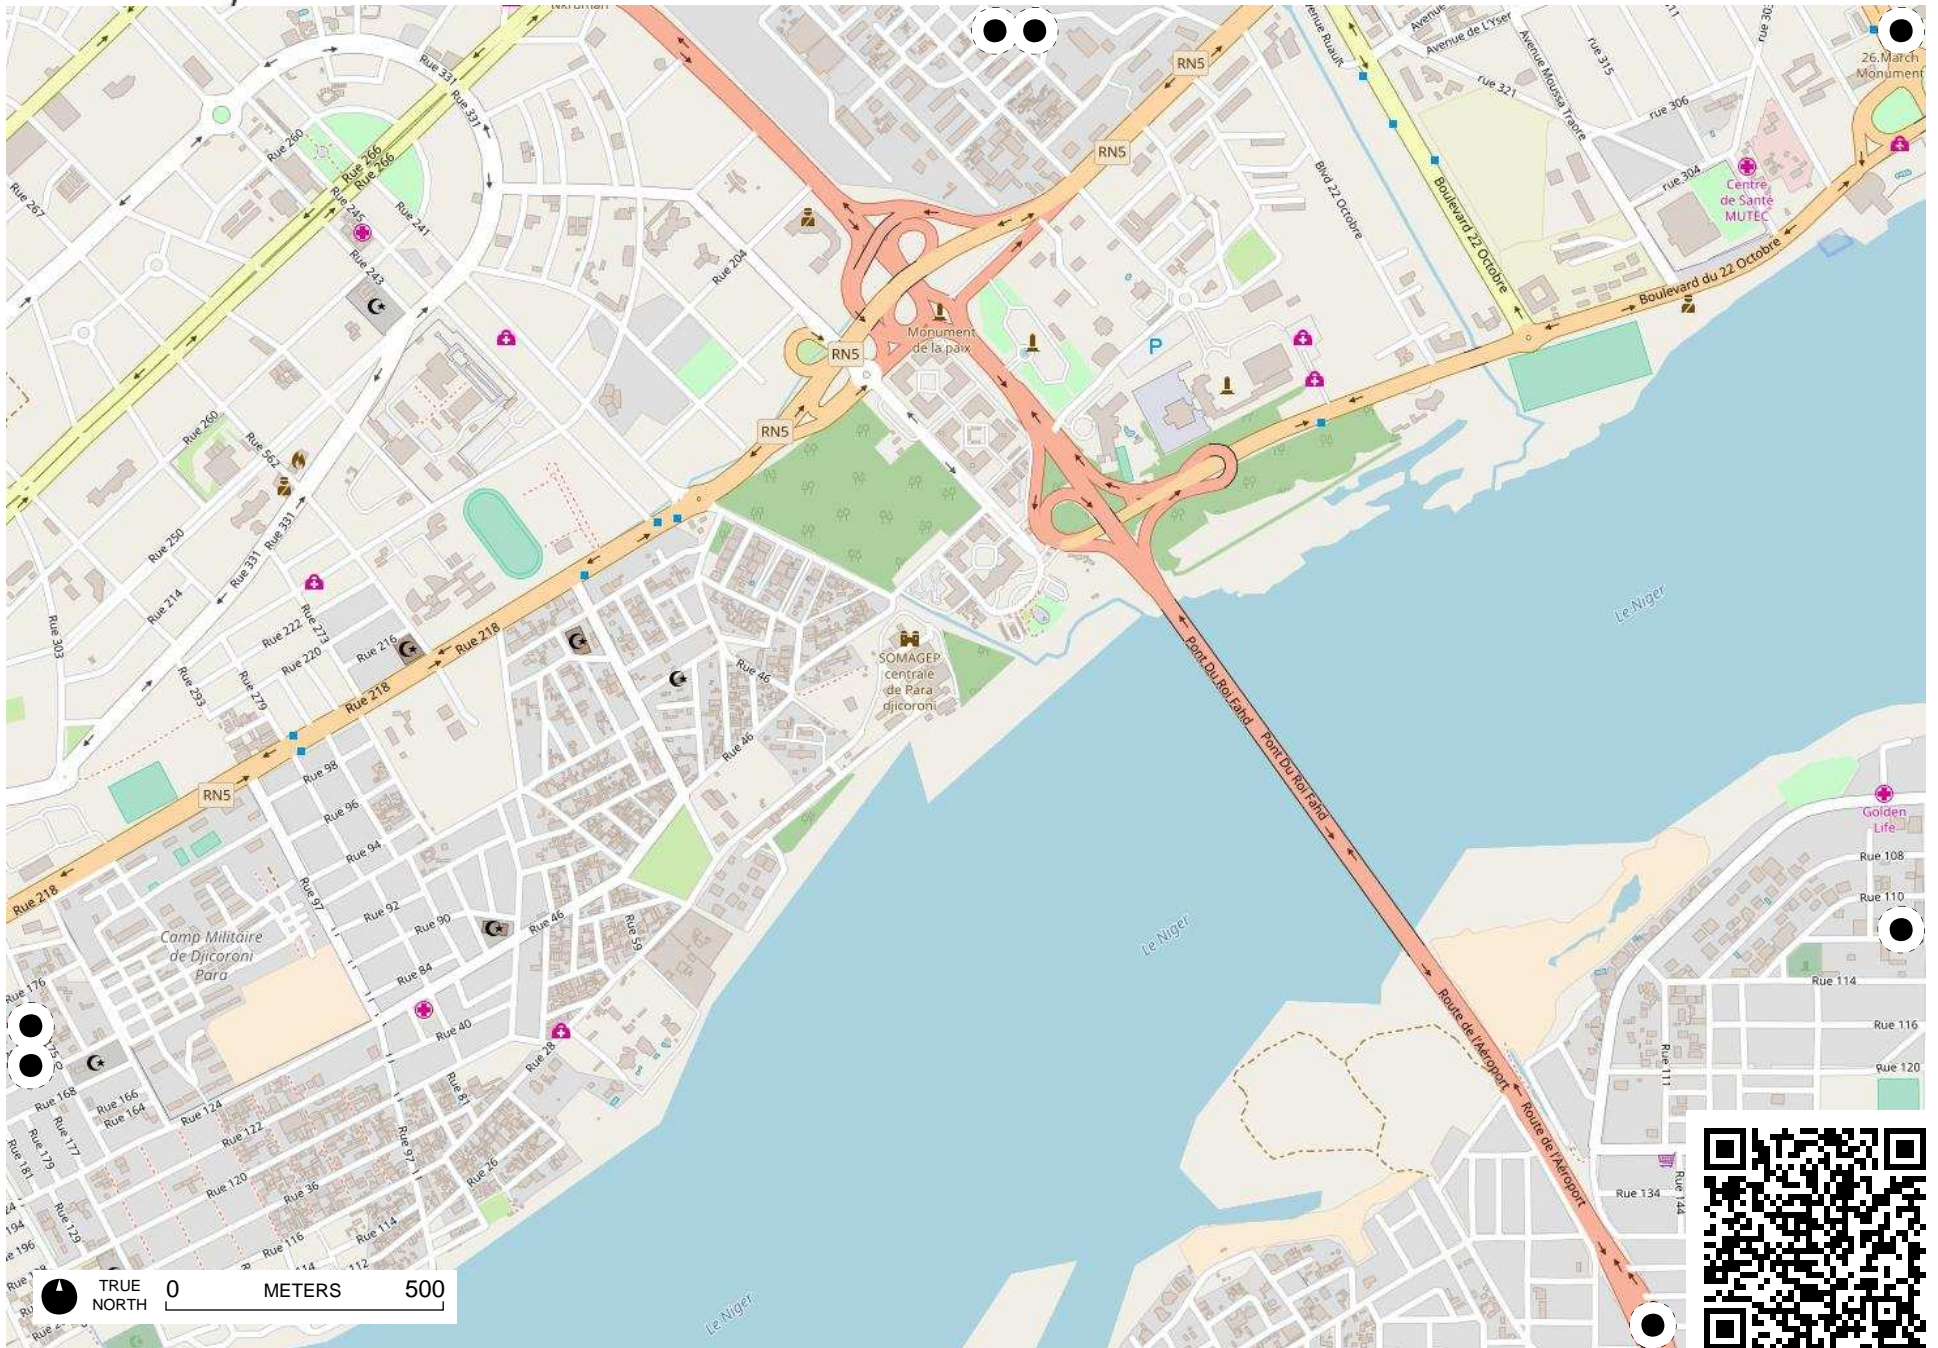 RN5
Avenue de L'Yser
rue 315
rue 321
Avenue Moussa Traore
rue 306
26.March
Monument
Rue 331
Rue 331
Rue 260
Rue 266
Rue 266
RN5
rue 304
Centre
de Santé
MUTEC
Rue 267
Rue 245
Rue 241
Blvd 22 Octobre
Boulevard 22 Octobre
Rue 243
Rue 204
Boulevard du 22 Octobre
Monument
de la paix
RN5
P
Rue 260
Rue 562
RN5
Rue 250
Rue 331
Rue 331
Rue 214
Rue 303
Rue 273
Rue 222
Rue 220
Rue 216
Rue 218
Le Niger
Rue 293
Rue 279
Rue 218
Rue 46
SOMAGEP
centrale
de Para
djicoroni
Pont Du Roi Fahd
Rue 46
Pont Du Roi Fahd
Rue 98
RN5
Rue 96
Golden
Life
Rue 94
Rue 108
Rue 218
Rue 97
Rue 92
Rue 90
Rue 46
Rue 59
Rue 110
Camp Militaire
de Djicoroni
Para
Le Niger
Rue 84
Rue 176
Rue 114
Route de l'Aéroport
Rue 40
Rue 116
Rue 28
Rue 111
Rue 120
Rue 168
Rue 166
Rue 164
Rue 124
Rue 81
Rue 122
Rue 97
Route de l'Aéroport
Rue 181
Rue 179
Rue 177
Rue 26
Rue 120
Rue 36
Rue 134
Rue 144
Rue 129
194
196
Rue 114
Rue 116
112
TRUE
NORTH
0 METERS 500
Le Niger